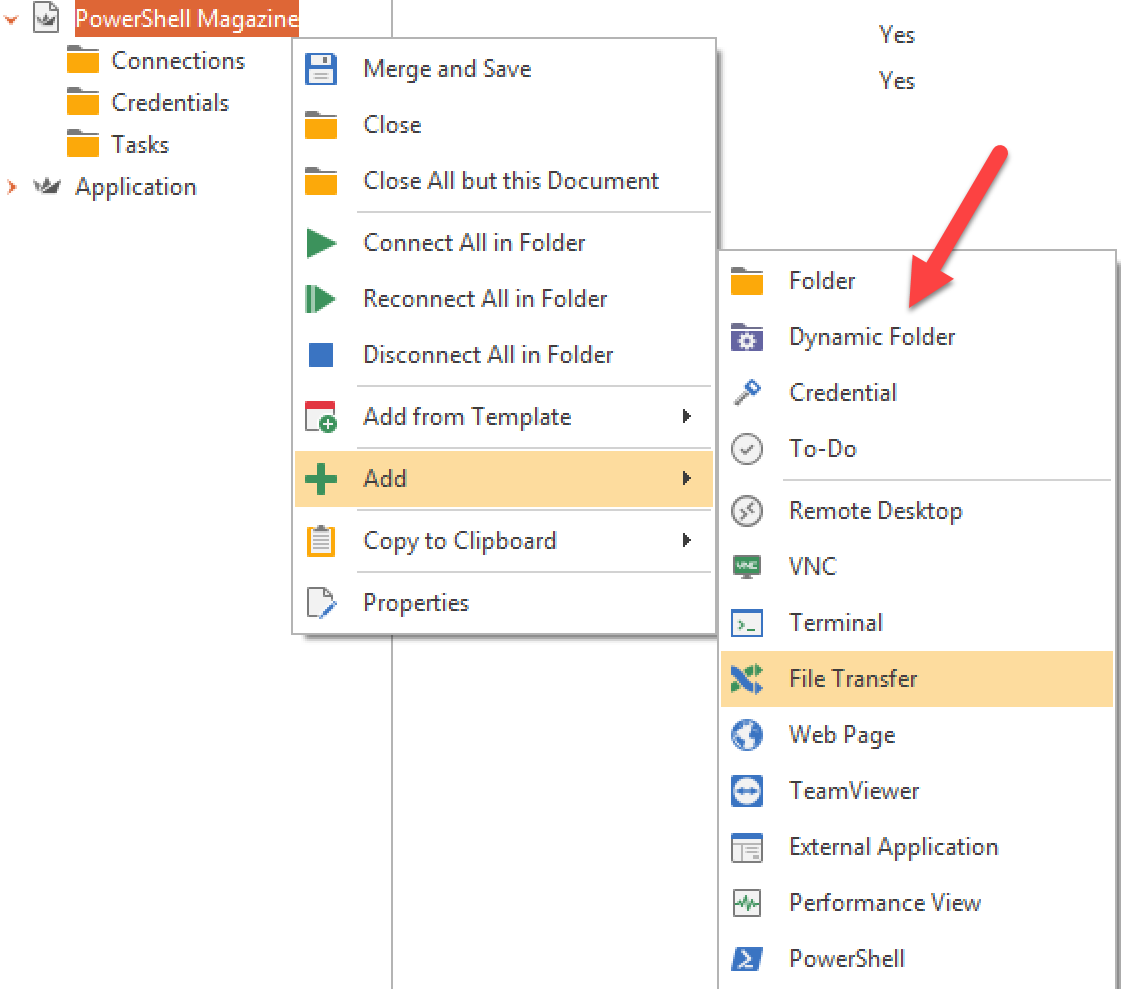 PowerShell Magazine
Connections
Credentials
Tasks
Application
Yes
Yes
Merge and Save
Close
Close All but this Document
Connect All in Folder
Reconnect All in Folder
Disconnect All in Folder
Add from Template
Add
Copy to Clipboard
Properties
Folder
Dynamic Folder
Credential
To-Do
Remote Desktop
VNC
VNC
Terminal
File Transfer
Web Page
TeamViewer
External Application
Performance View
PowerShell